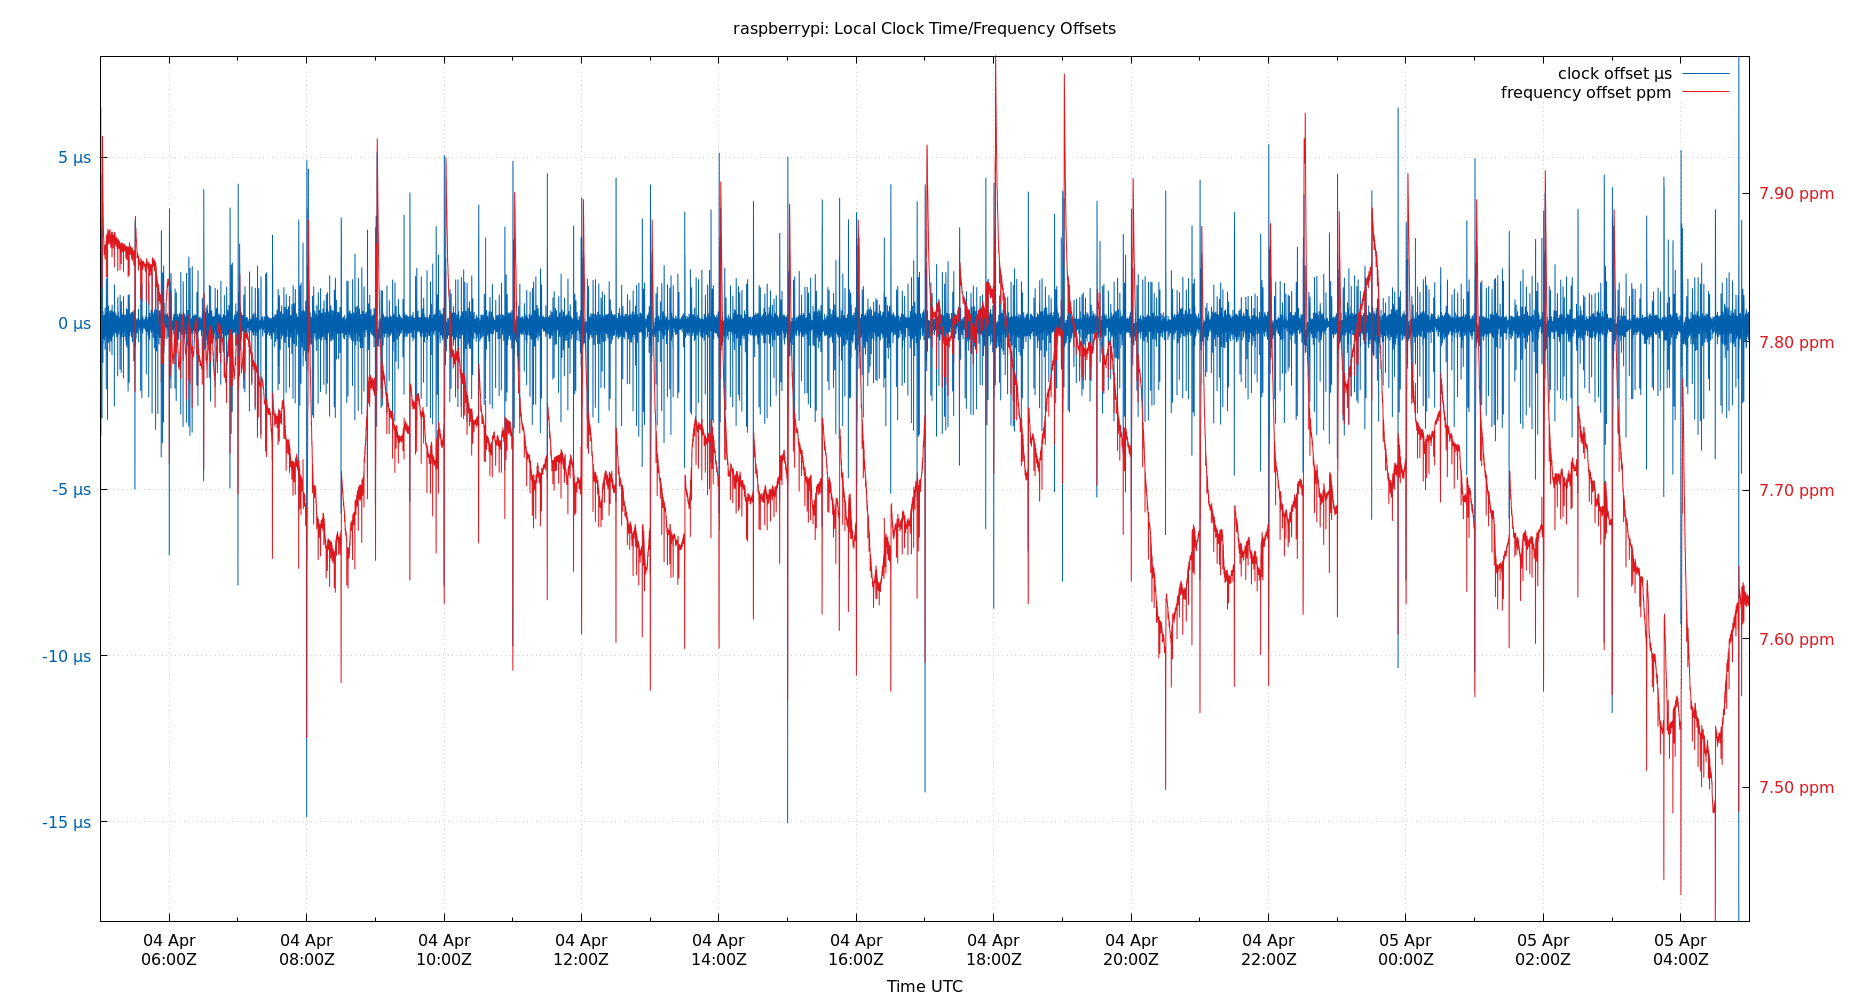 raspberrypi: Local Clock Time/Frequency Offsets
clock offset µs
frequency offset ppm
5 µs
0 µs
-5 µs
-10 µs
-15 µs
7.90 ppm
7.80 ppm
7.70 ppm
7.60 ppm
7.50 ppm
04 Apr 04 Apr 04 Apr 04 Apr 04 Apr 04 Apr 04 Apr 04 Apr 04 Apr 05 Apr 05 Apr 05 Apr
06:00Z 08:00Z 10:00Z 12:00Z 14:00Z 16:00Z 18:00Z 20:00Z 22:00Z 00:00Z 02:00Z 04:00Z
Time UTC